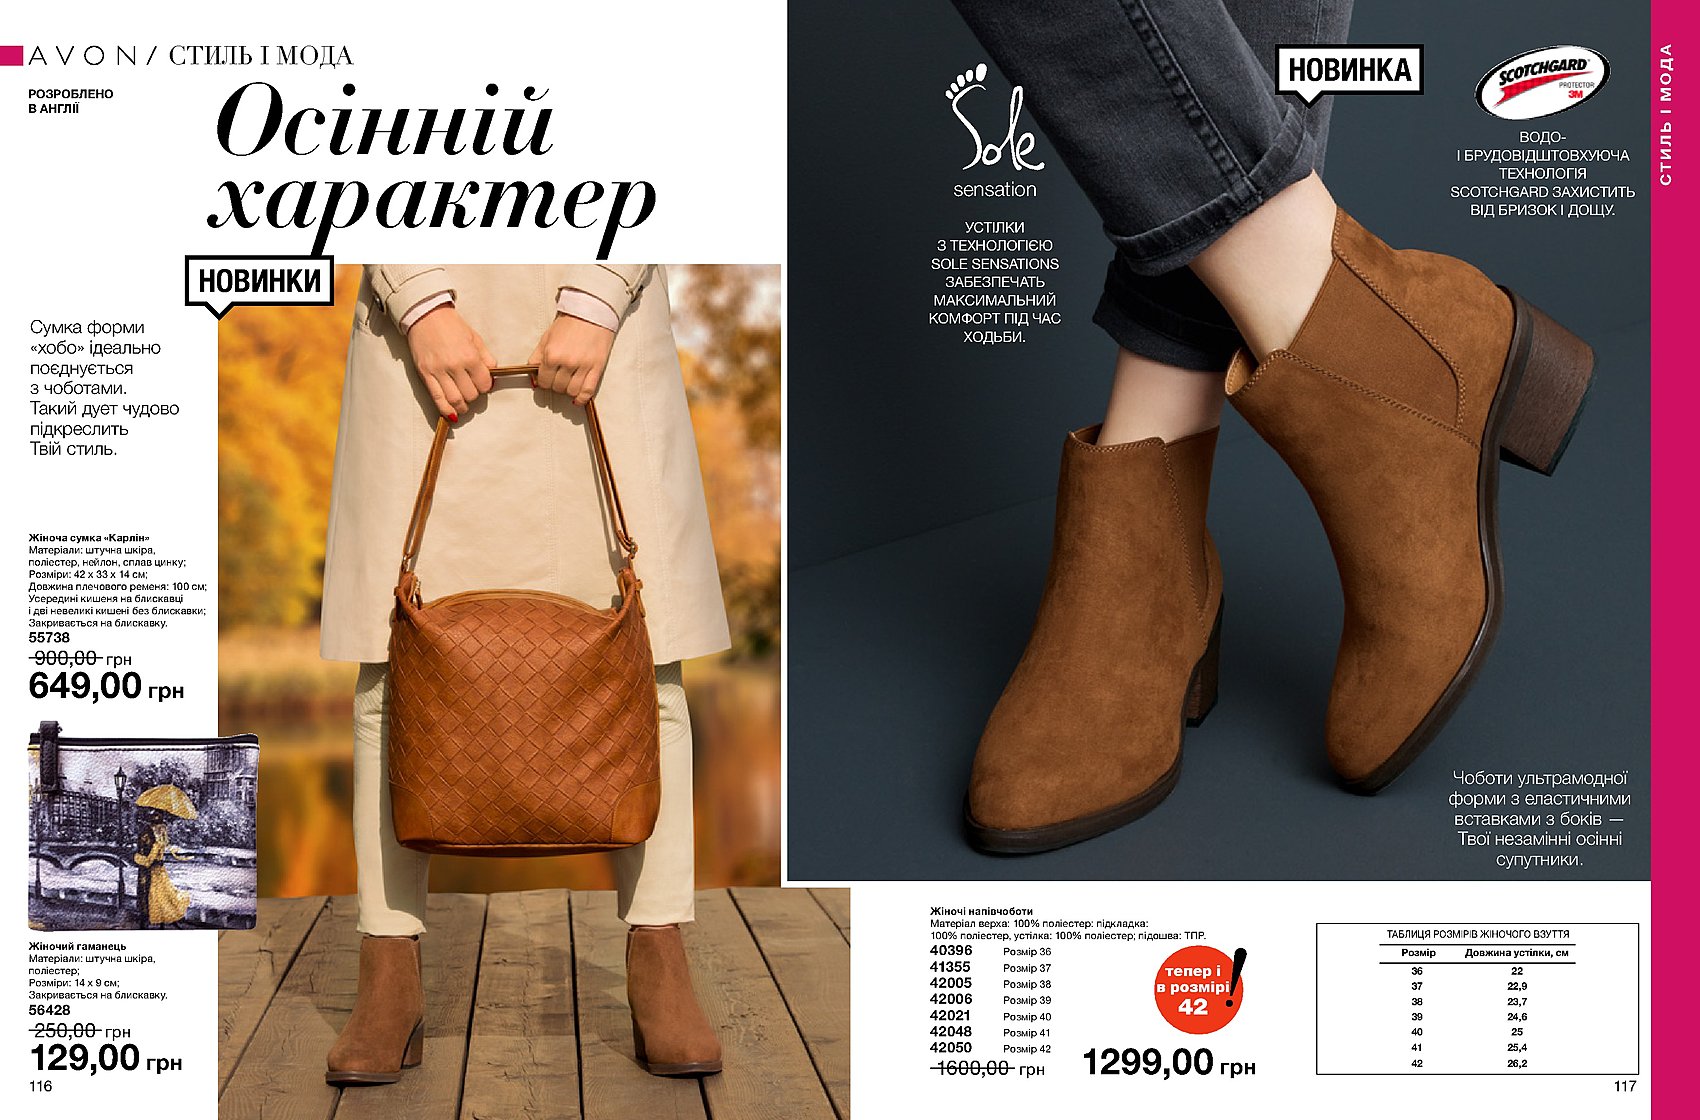 AVON / СТИЛЬ І МОДА
РОЗРОБЛЕНО
В АНГЛІЇ
Осінній
характер
НОВИНКИ
Сумка форми
«хобо» ідеально
поєднується
з чоботами.
Такий дует чудово
підкреслить
Твій стиль.
Жіноча сумка «Карлін»
Матеріали: штучна шкіра,
поліестер, нейлон, сплав цинку;
Розміри: 42 х 33 х 14 см;
Довжина плечового ременя: 100 см;
Усередині кишеня на блискавці
і дві невеликі кишені без блискавки;
Закривається на блискавку.
55738
900,00 грн
649,00 грн
Жіночий гаманець
Матеріали: штучна шкіра,
поліестер;
Розміри: 14 х 9 см;
Закривається на блискавку.
56428
250,00 грн
129,00 грн
116
Sole
sensation
УСТІЛКИ
З ТЕХНОЛОГІЄЮ
SOLE SENSATIONS
ЗАБЕЗПЕЧАТЬ
МАКСИМАЛЬНИЙ
КОМФОРТ ПІД ЧАС
ХОДЬБИ.
НОВИНКА
SCOTCHGARD
PROTECTOR
3M
ВОДО-
І БРУДОВІДШТОВХУЮЧА
ТЕХНОЛОГІЯ
SCOTCHGARD ЗАХИСТИТЬ
ВІД БРИЗОК І ДОЩУ.
СТИЛЬ І МОДА
Чоботи ультрамодної
форми з еластичними
вставками з боків —
Твої незамінні осінні
супутники.
Жіночі напівчоботи
Матеріал верха: 100% поліестер: підкладка:
100% поліестер, устілка: 100% поліестер; підошва: ТПР.
40396 Розмір 36
41355 Розмір 37
42005 Розмір 38
42006 Розмір 39
42021 Розмір 40
42048 Розмір 41
42050 Розмір 42
1600,00 грн
1299,00 грн
тепер і
в розмірі
42
!
ТАБЛИЦЯ РОЗМІРІВ ЖІНОЧОГО ВЗУТТЯ
Розмір Довжина устілки, см
36 22
37 22,9
38 23,7
39 24,6
40 25
41 25,4
42 26,2
117